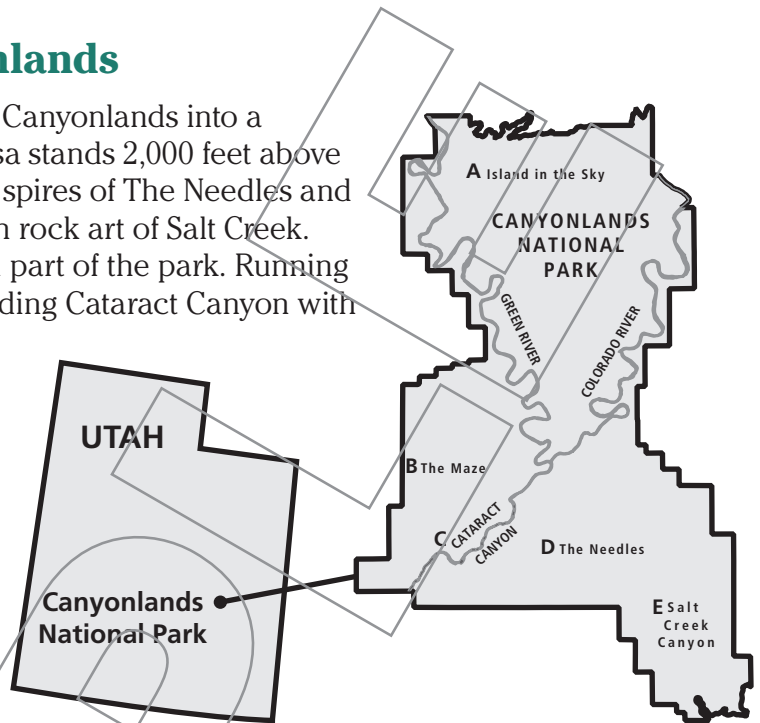 nlands
Canyonlands into a
sa stands 2,000 feet above
spires of The Needles and
n rock art of Salt Creek.
part of the park. Running
ding Cataract Canyon with
A Island in the Sky
CANYONLANDS
NATIONAL
PARK
GREEN RIVER
COLORADO RIVER
UTAH
B The Maze
C CATARACT
CANYON
D The Needles
Canyonlands
National Park
E Salt
Creek
Canyon